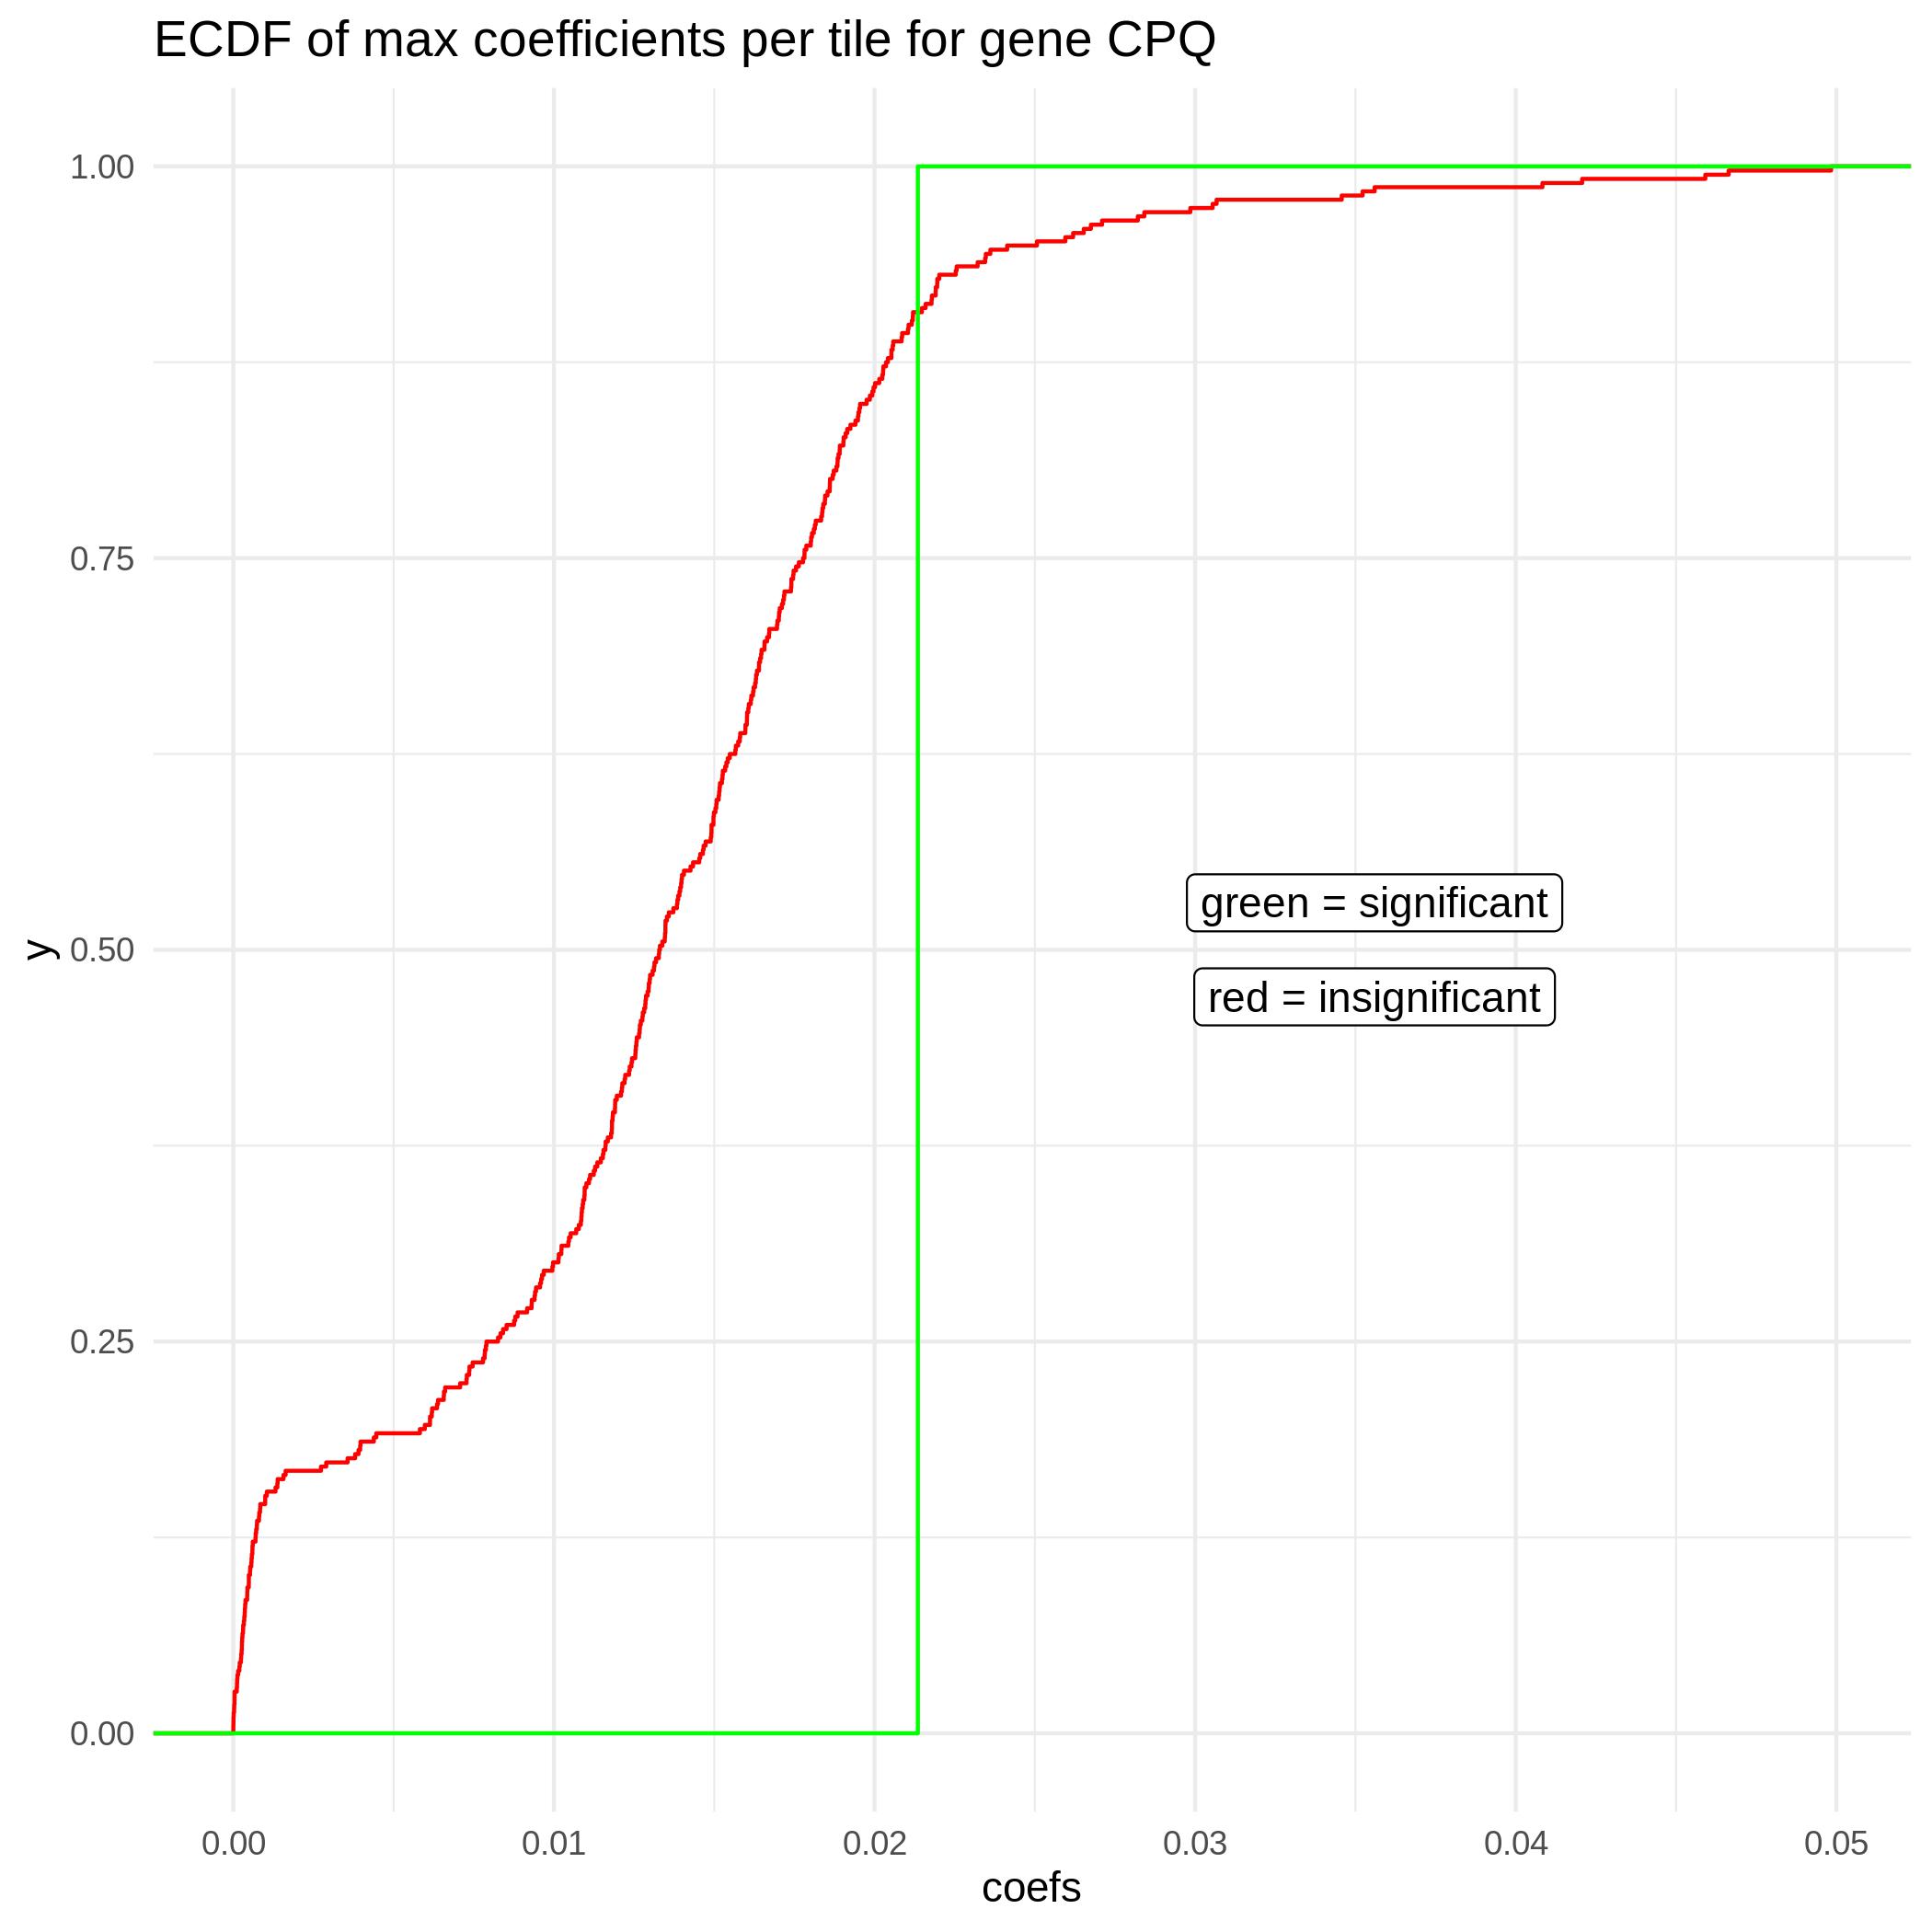 ECDF of max coefficients per tile for gene CPQ
1.00
0.75
0.50
0.25
0.00
y
green = significant
red = insignificant
0.00 0.01 0.02 0.03 0.04 0.05
coefs